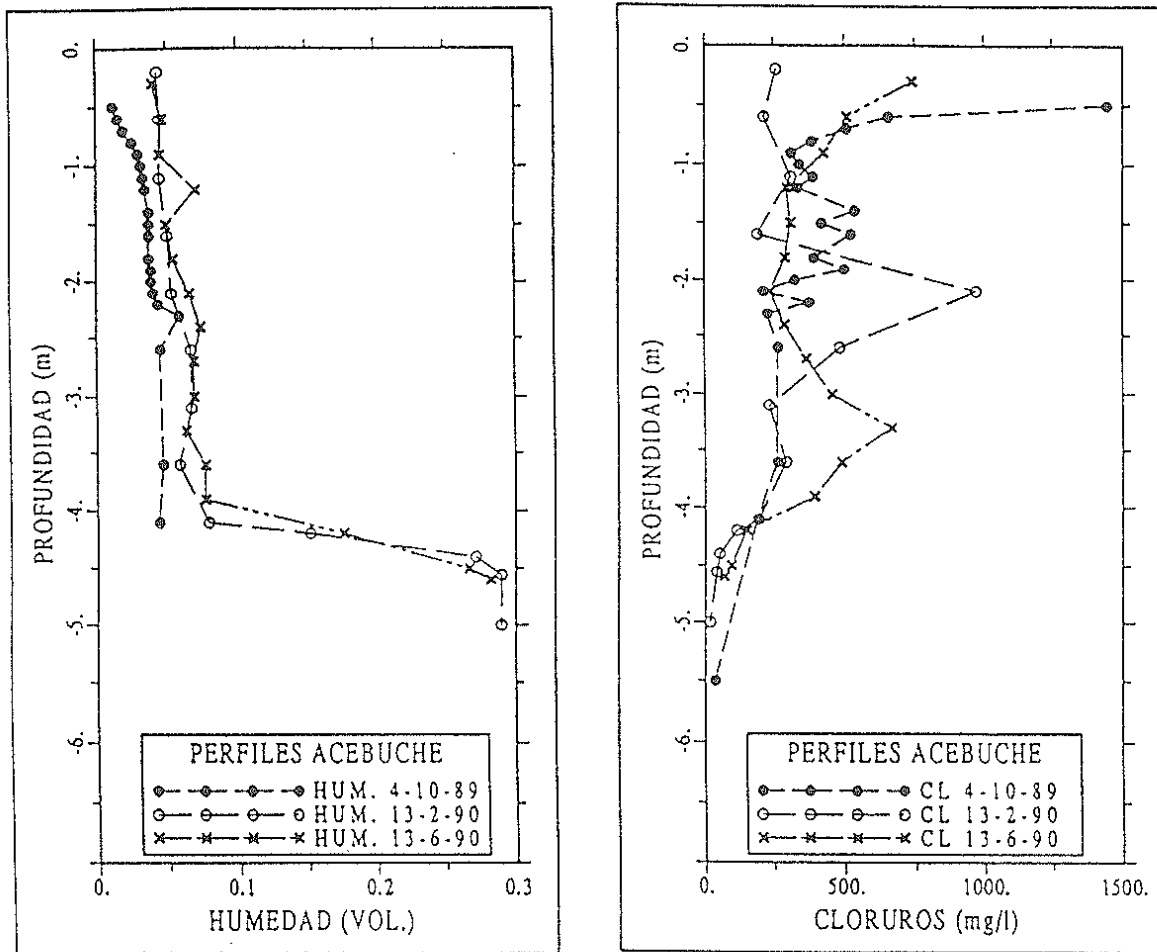 0.
-1.
-2.
-3.
-4.
-5.
-6.
PROFUNDIDAD (m)
PERFILES ACEBUCHE
HUM. 4-10-89
HUM. 13-2-90
HUM. 13-6-90
0. 0.1 0.2 0.3
HUMEDAD (VOL.)
0.
-1.
-2.
-3.
-4.
-5.
-6.
PROFUNDIDAD (m)
PERFILES ACEBUCHE
CL 4-10-89
CL 13-2-90
CL 13-6-90
0. 500. 1000. 1500.
CLORUROS (mg/l)